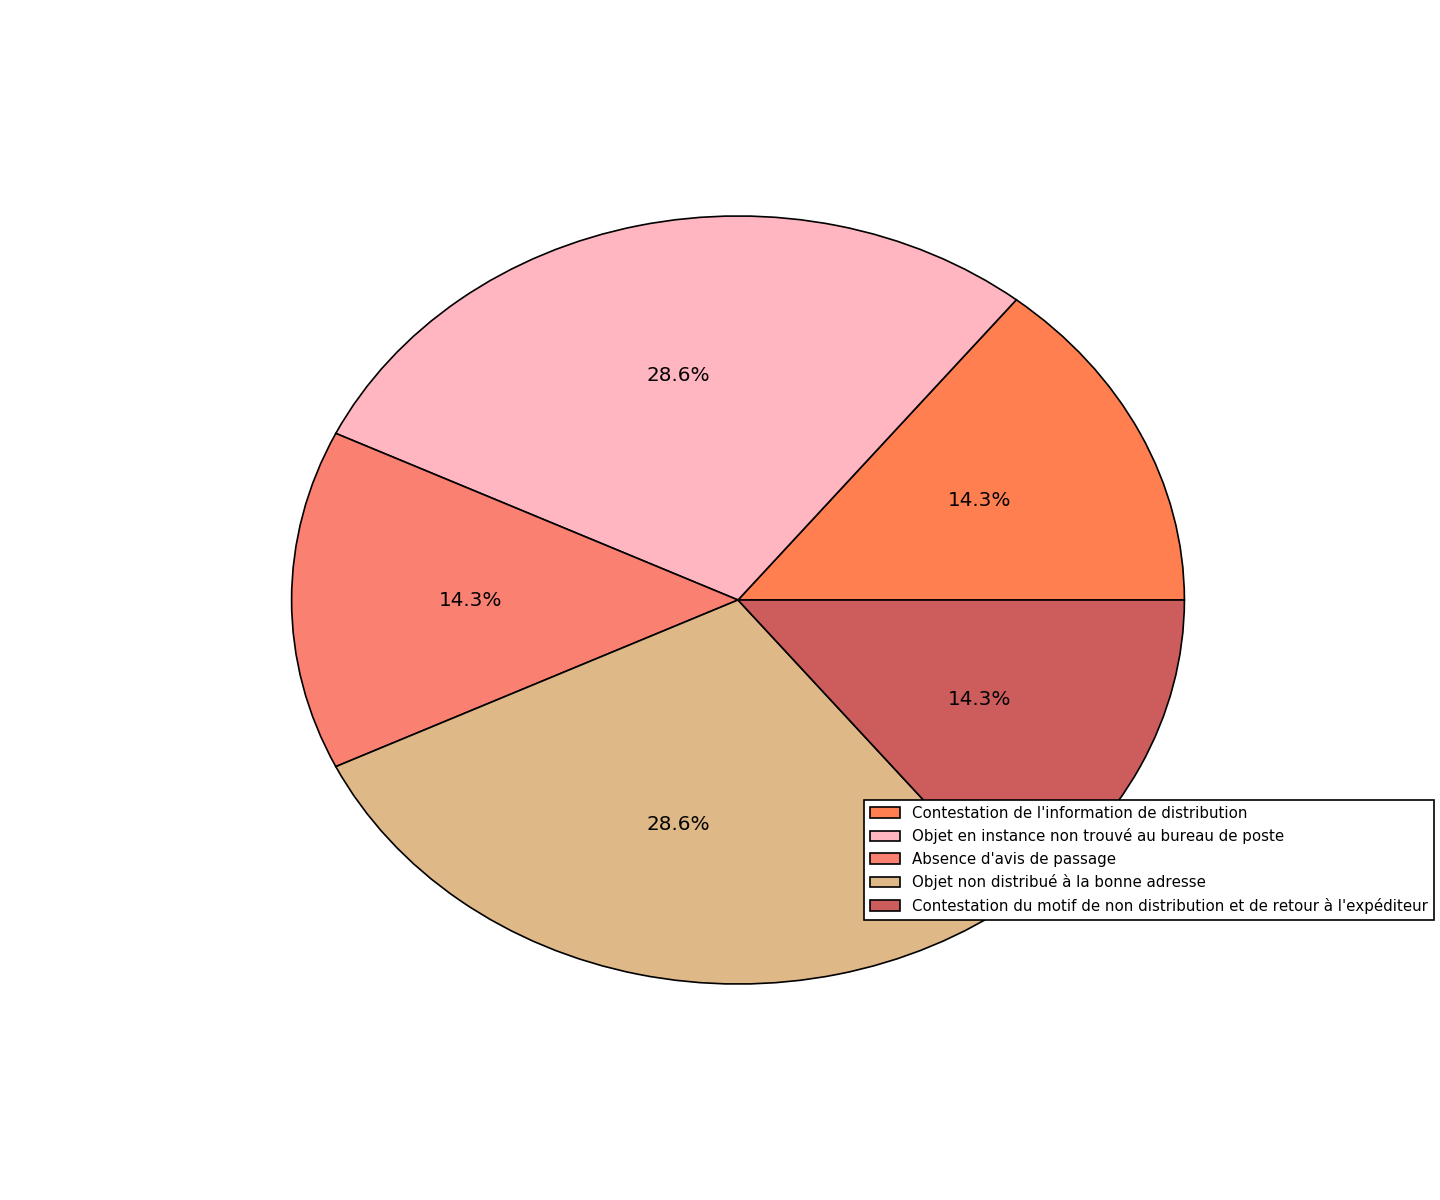 28.6%
14.3%
14.3%
14.3%
28.6%
Contestation de l'information de distribution
Objet en instance non trouvé au bureau de poste
Absence d'avis de passage
Objet non distribué à la bonne adresse
Contestation du motif de non distribution et de retour à l'expéditeur